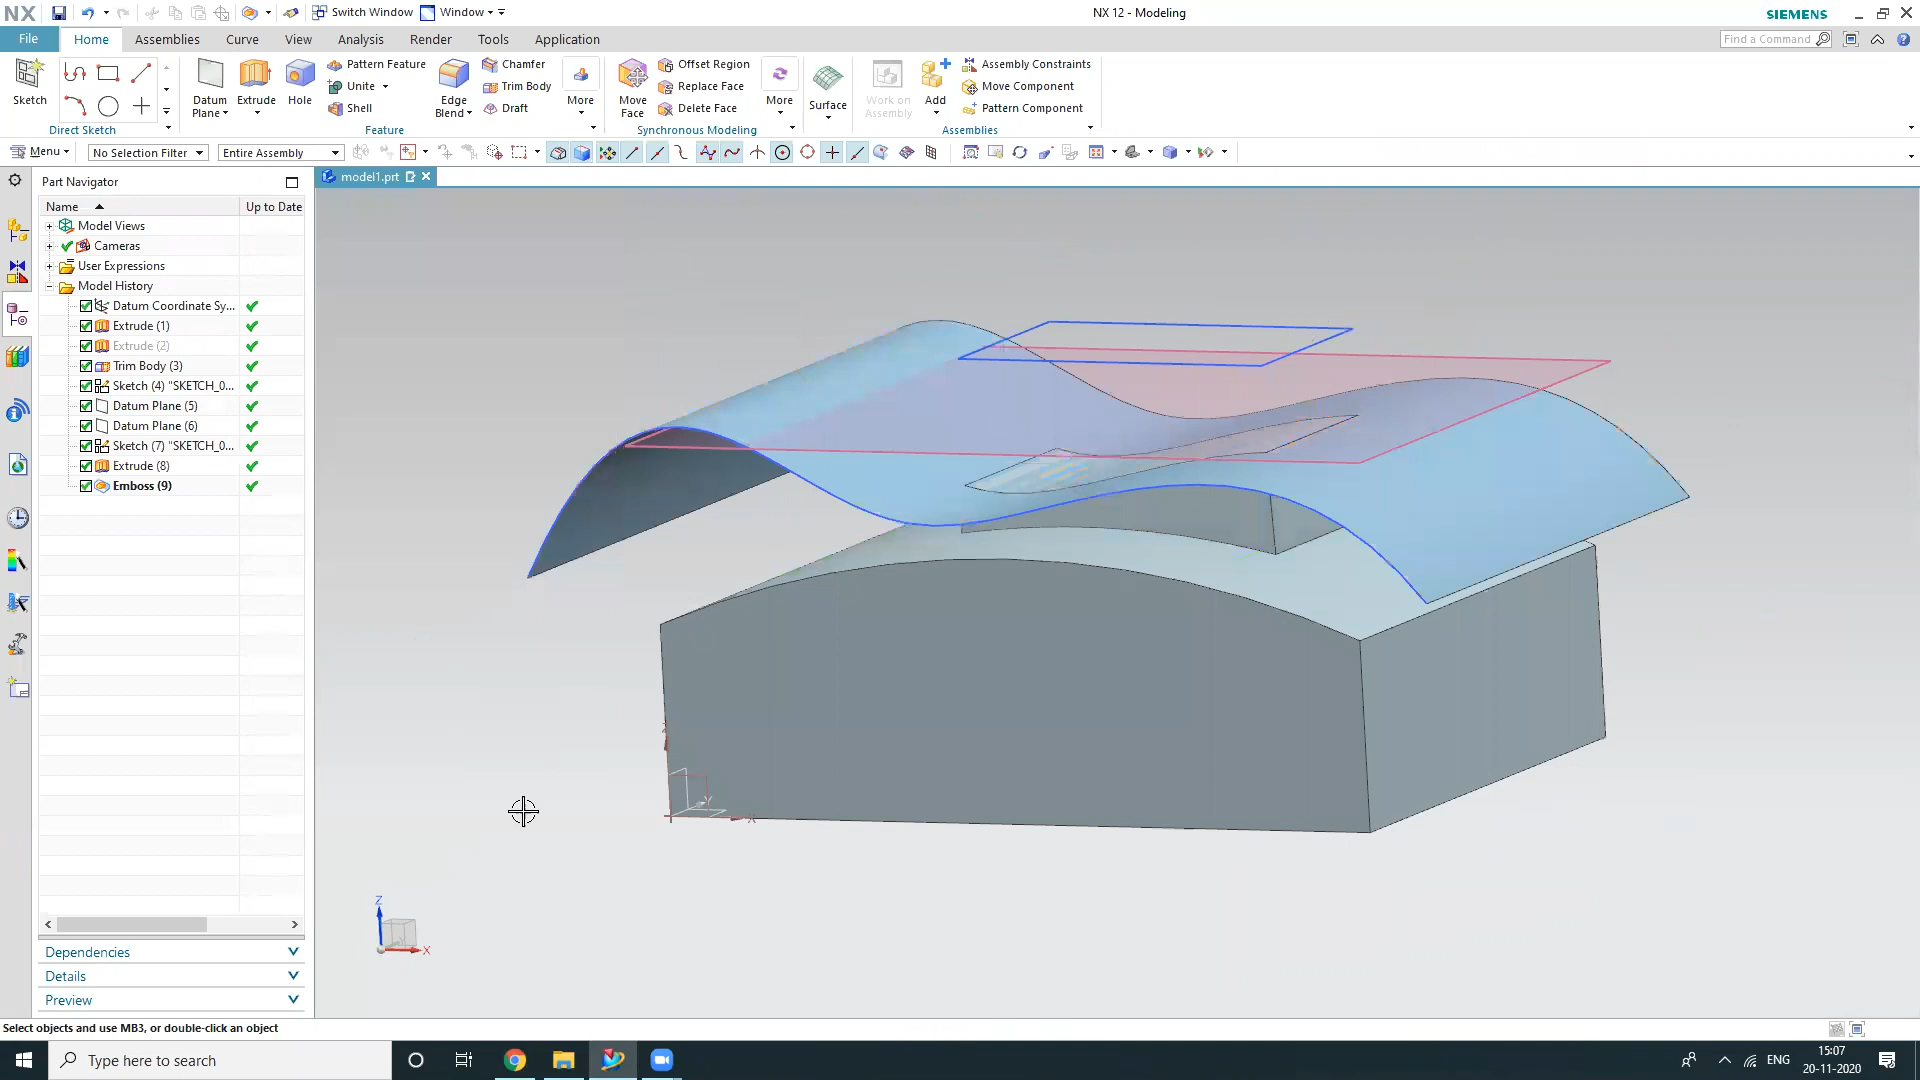 NX
Switch Window
Window
NX 12 - Modeling
SIEMENS
File
Home
Assemblies
Curve
View
Analysis
Render
Tools
Application
Find a Command
Sketch
Direct Sketch
Datum Plane
Extrude
Hole
Pattern Feature
Unite
Shell
Edge Blend
Chamfer
Trim Body
Draft
More
Feature
Move Face
Offset Region
Replace Face
Delete Face
More
Synchronous Modeling
Surface
Work on Assembly
Add
Assembly Constraints
Move Component
Pattern Component
Assemblies
Menu
No Selection Filter
Entire Assembly
Part Navigator
model1.prt
Name
Up to Date
Model Views
Cameras
User Expressions
Model History
Datum Coordinate Sy...
Extrude (1)
Extrude (2)
Trim Body (3)
Sketch (4) "SKETCH_0...
Datum Plane (5)
Datum Plane (6)
Sketch (7) "SKETCH_0...
Extrude (8)
Emboss (9)
Y
X
Z
X
Dependencies
Details
Preview
Select objects and use MB3, or double-click an object
Type here to search
ENG
15:07
20-11-2020